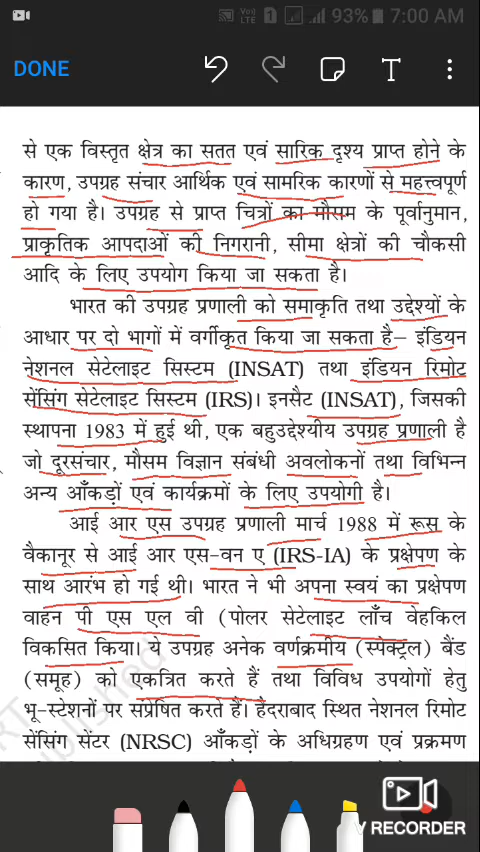 93% 7:00 AM
DONE T
से एक विस्तृत क्षेत्र का सतत एवं सारिक दृश्य प्राप्त होने के
कारण, उपग्रह संचार आर्थिक एवं सामरिक कारणों से महत्त्वपूर्ण
हो गया है। उपग्रह से प्राप्त चित्रों का मौसम के पूर्वानुमान,
प्राकृतिक आपदाओं की निगरानी, सीमा क्षेत्रों की चौकसी
आदि के लिए उपयोग किया जा सकता है।
भारत की उपग्रह प्रणाली को समाकृति तथा उद्देश्यों के
आधार पर दो भागों में वर्गीकृत किया जा सकता है– इंडियन
नेशनल सेटेलाइट सिस्टम (INSAT) तथा इंडियन रिमोट
सेंसिंग सेटेलाइट सिस्टम (IRS)। इनसैट (INSAT), जिसकी
स्थापना 1983 में हुई थी, एक बहुउद्देश्यीय उपग्रह प्रणाली है
जो दूरसंचार, मौसम विज्ञान संबंधी अवलोकनों तथा विभिन्न
अन्य आँकड़ों एवं कार्यक्रमों के लिए उपयोगी है।
आई आर एस उपग्रह प्रणाली मार्च 1988 में रूस के
वैकानूर से आई आर एस-वन ए (IRS-IA) के प्रक्षेपण के
साथ आरंभ हो गई थी। भारत ने भी अपना स्वयं का प्रक्षेपण
वाहन पी एस एल वी (पोलर सेटेलाइट लाँच वेहकिल
विकसित किया। ये उपग्रह अनेक वर्णक्रमीय (स्पेक्ट्रल) बैंड
(समूह) को एकत्रित करते हैं तथा विविध उपयोगों हेतु
भू-स्टेशनों पर संप्रेषित करते हैं। हैदराबाद स्थित नेशनल रिमोट
सेंसिंग सेंटर (NRSC) आँकड़ों के अधिग्रहण एवं प्रक्रमण
V RECORDER